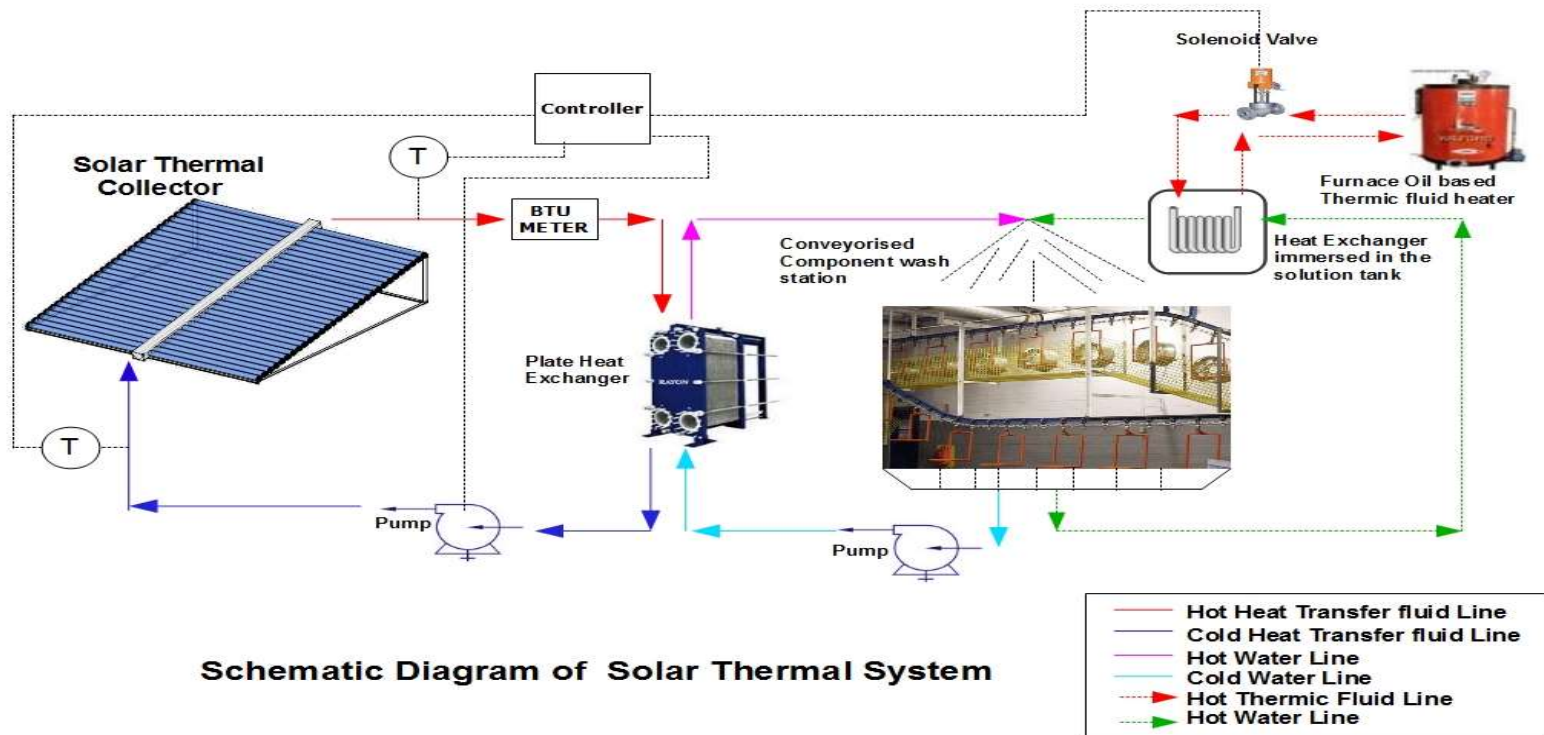 Solenoid Valve
Controller
T
Solar Thermal
Collector
BTU
METER
Furnace Oil based
Thermic fluid heater
Conveyorised
Component wash
station
Heat Exchanger
immersed in the
solution tank
Plate Heat
Exchanger
RAYON
T
Pump
Pump
Hot Heat Transfer fluid Line
Cold Heat Transfer fluid Line
Hot Water Line
Cold Water Line
Hot Thermic Fluid Line
Hot Water Line
Schematic Diagram of Solar Thermal System